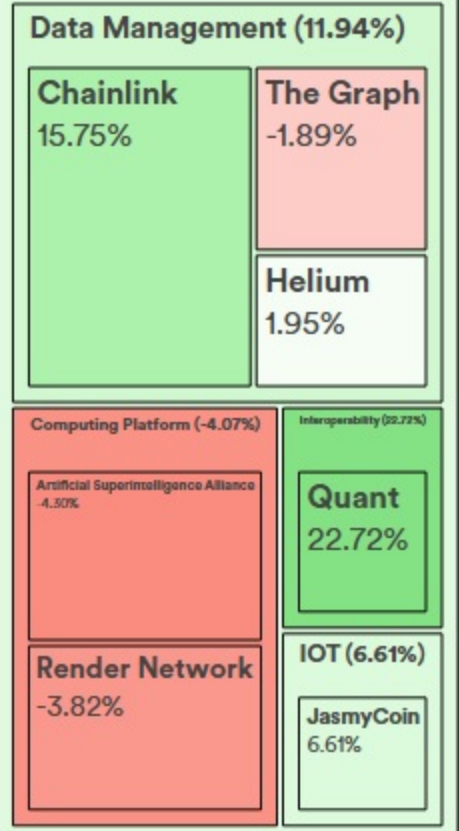 Data Management (11.94%)
Chainlink
15.75%
The Graph
-1.89%
Helium
1.95%
Computing Platform (-4.07%)
Artificial Superintelligence Alliance
-4.30%
Render Network
-3.82%
Interoperability (22.72%)
Quant
22.72%
IOT (6.61%)
JasmyCoin
6.61%